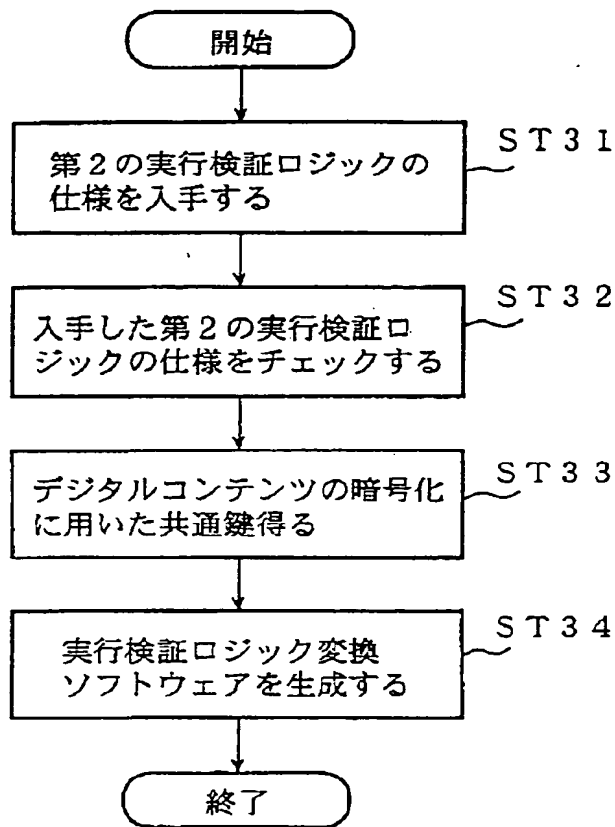 開始
第2の実行検証ロジックの
仕様を入手する
ST31
入手した第2の実行検証ロ
ジックの仕様をチェックする
ST32
デジタルコンテンツの暗号化
に用いた共通鍵得る
ST33
実行検証ロジック変換
ソフトウェアを生成する
ST34
終了